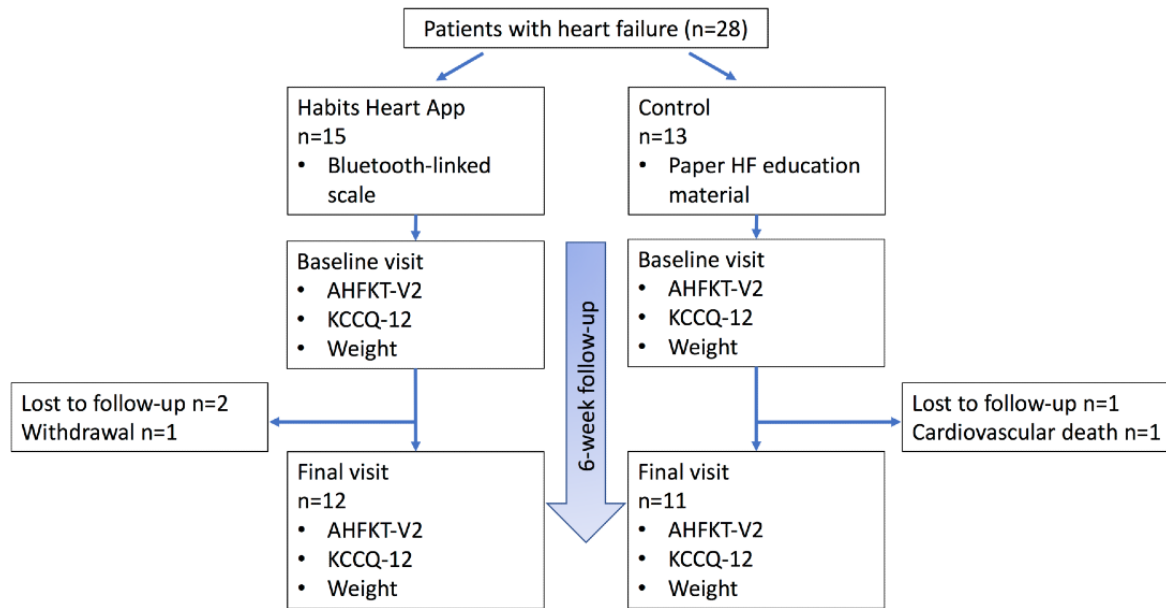 Patients with heart failure (n=28)
Habits Heart App
n=15
• Bluetooth-linked
scale
Control
n=13
• Paper HF education
material
Baseline visit
• AHFKT-V2
• KCCQ-12
• Weight
Baseline visit
• AHFKT-V2
• KCCQ-12
• Weight
6-week follow-up
Lost to follow-up n=2
Withdrawal n=1
Lost to follow-up n=1
Cardiovascular death n=1
Final visit
n=12
• AHFKT-V2
• KCCQ-12
• Weight
Final visit
n=11
• AHFKT-V2
• KCCQ-12
• Weight